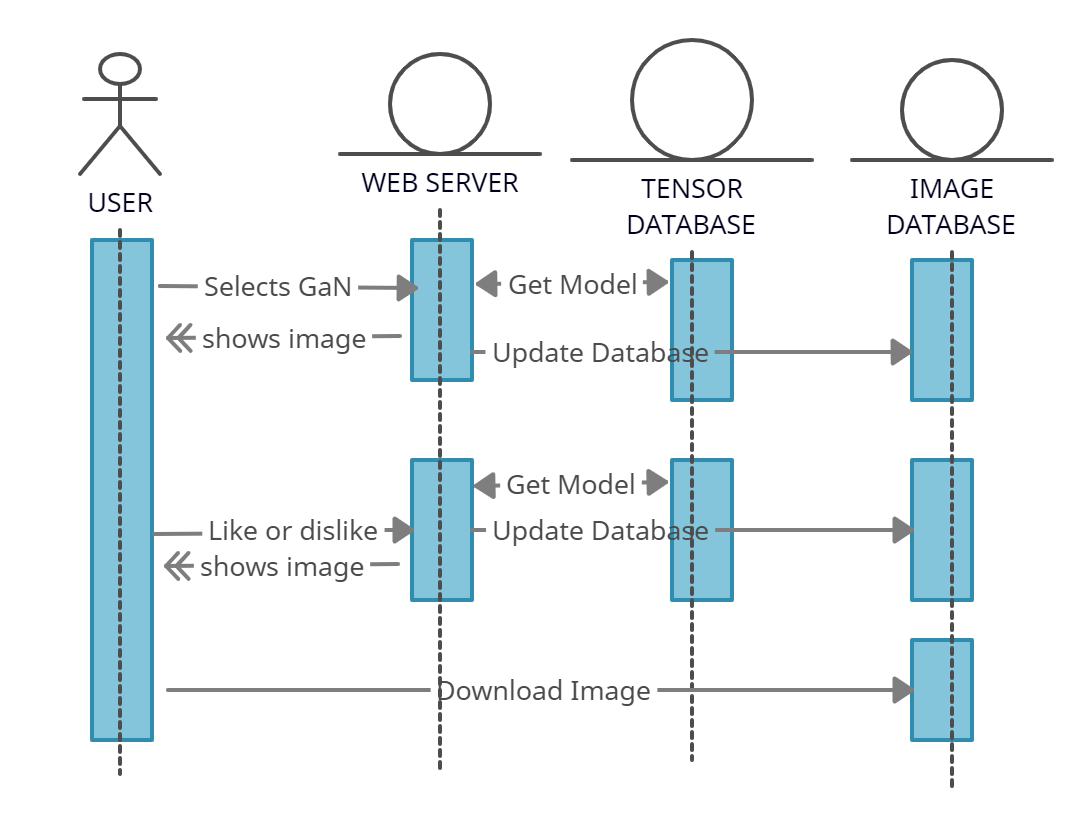 USER
WEB SERVER
TENSOR
DATABASE
IMAGE
DATABASE
Selects GaN
Get Model
shows image
Update Database
Get Model
Like or dislike
Update Database
shows image
Download Image